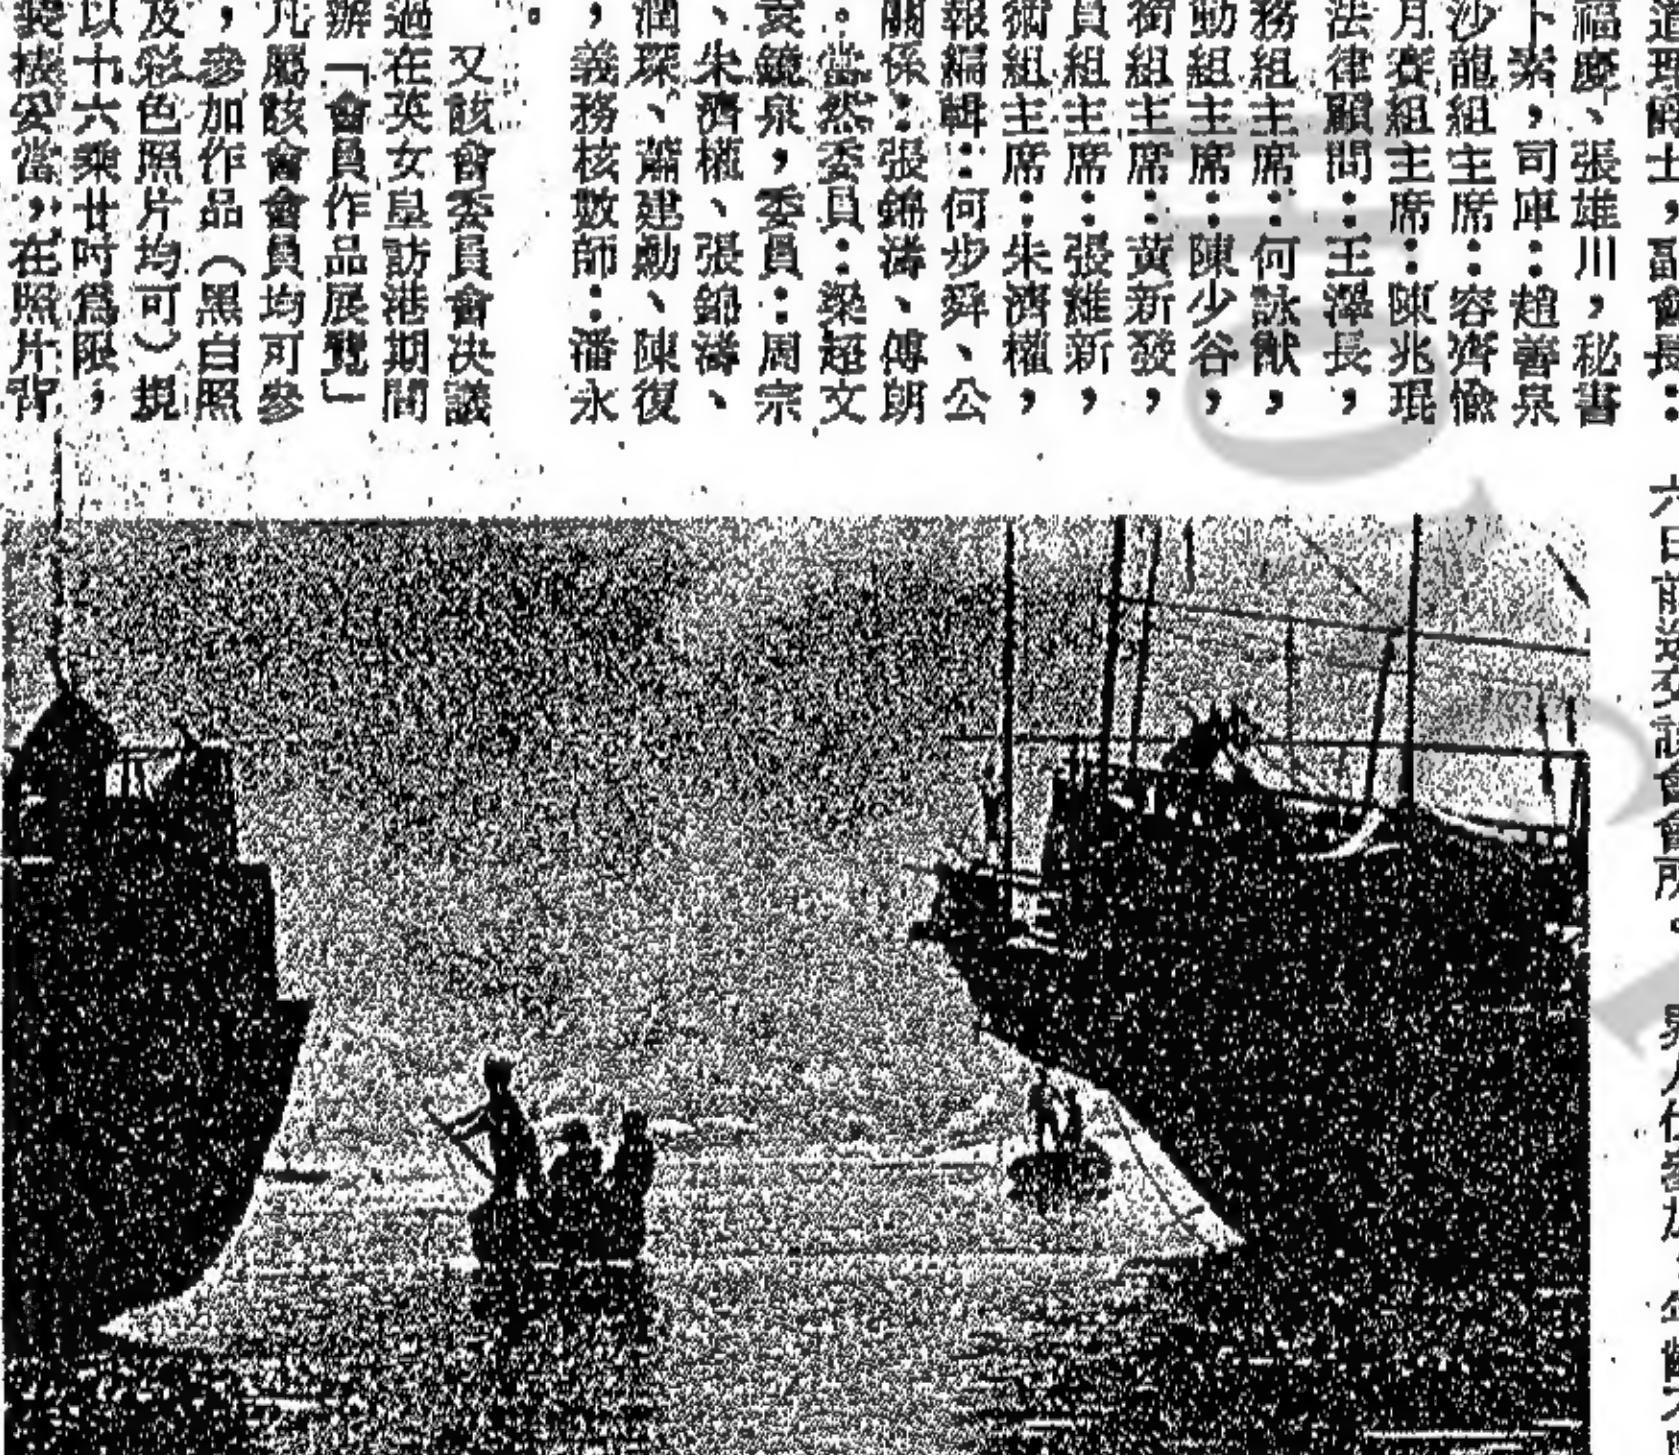 道理爵士，副會長：
福慶、張雄川，秘書
卜素，司庫：趙善泉
沙龍組主席：容濟儉
月賽組主席：陳兆琨
法律顧問：王澤長，
務組主席：何詠猷，
動組主席：陳少谷，
衛組主席：黃新發，
員組主席：張維新，
術組主席：朱濟權，
報編輯：何步舜、公
關係：張錦濤、傅朗
。當然委員：梁超文
袁鏡泉，委員：周宗
、朱濟權、張錦濤、
潤琛、蕭建勳、陳復
，義務核數師：潘永
。
又該會委員會決議
過在英女皇訪港期間
辦「會員作品展覽」
凡屬該會會員均可參
，參加作品（黑白照
及彩色照片均可）規
以十六乘廿吋爲限，
裝棱妥當，在照片背